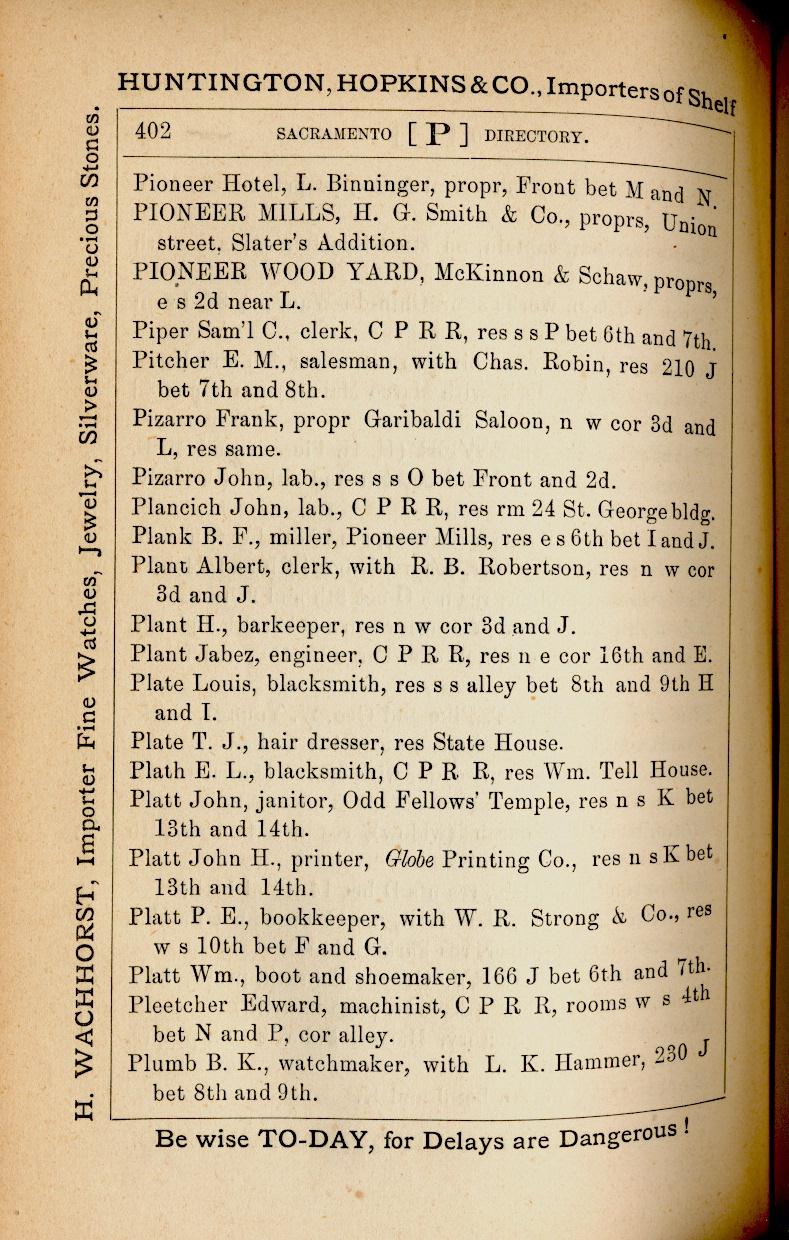 HUNTINGTON, HOPKINS & CO., Importers of Shelf
H. WACHHORST, Importer Fine Watches, Jewelry, Silverware, Precious Stones.
402 SACRAMENTO [P] DIRECTORY.
Pioneer Hotel, L. Binninger, propr, Front bet M and N.
PIONEER MILLS, H. G. Smith & Co., proprs, Union
street, Slater's Addition.
PIONEER WOOD YARD, McKinnon & Schaw, proprs,
e s 2d near L.
Piper Sam'l C., clerk, C P R R, res s s P bet 6th and 7th.
Pitcher E. M., salesman, with Chas. Robin, res 210 J
bet 7th and 8th.
Pizarro Frank, propr Garibaldi Saloon, n w cor 3d and
L, res same.
Pizarro John, lab., res s s O bet Front and 2d.
Plancich John, lab., C P R R, res rm 24 St. George bldg.
Plank B. F., miller, Pioneer Mills, res e s 6th bet I and J.
Plant Albert, clerk, with R. B. Robertson, res n w cor
3d and J.
Plant H., barkeeper, res n w cor 3d and J.
Plant Jabez, engineer, C P R R, res n e cor 16th and E.
Plate Louis, blacksmith, res s s alley bet 8th and 9th H
and I.
Plate T. J., hair dresser, res State House.
Plath E. L., blacksmith, C P R R, res Wm. Tell House.
Platt John, janitor, Odd Fellows' Temple, res n s K bet
13th and 14th.
Platt John H., printer, Globe Printing Co., res n s K bet
13th and 14th.
Platt P. E., bookkeeper, with W. R. Strong & Co., res
w s 10th bet F and G.
Platt Wm., boot and shoemaker, 166 J bet 6th and 7th.
Pleetcher Edward, machinist, C P R R, rooms w s 4th
bet N and P, cor alley.
Plumb B. K., watchmaker, with L. K. Hammer, 230 J
bet 8th and 9th.
Be wise TO-DAY, for Delays are Dangerous!